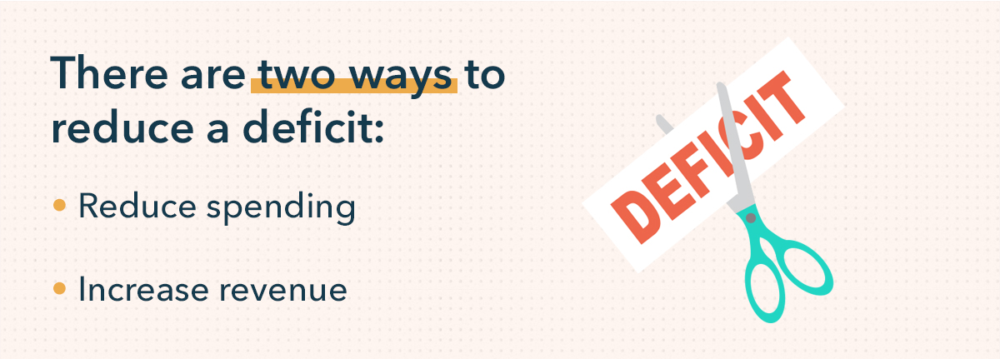 There are two ways to
reduce a deficit:
• Reduce spending
• Increase revenue
DEFICIT